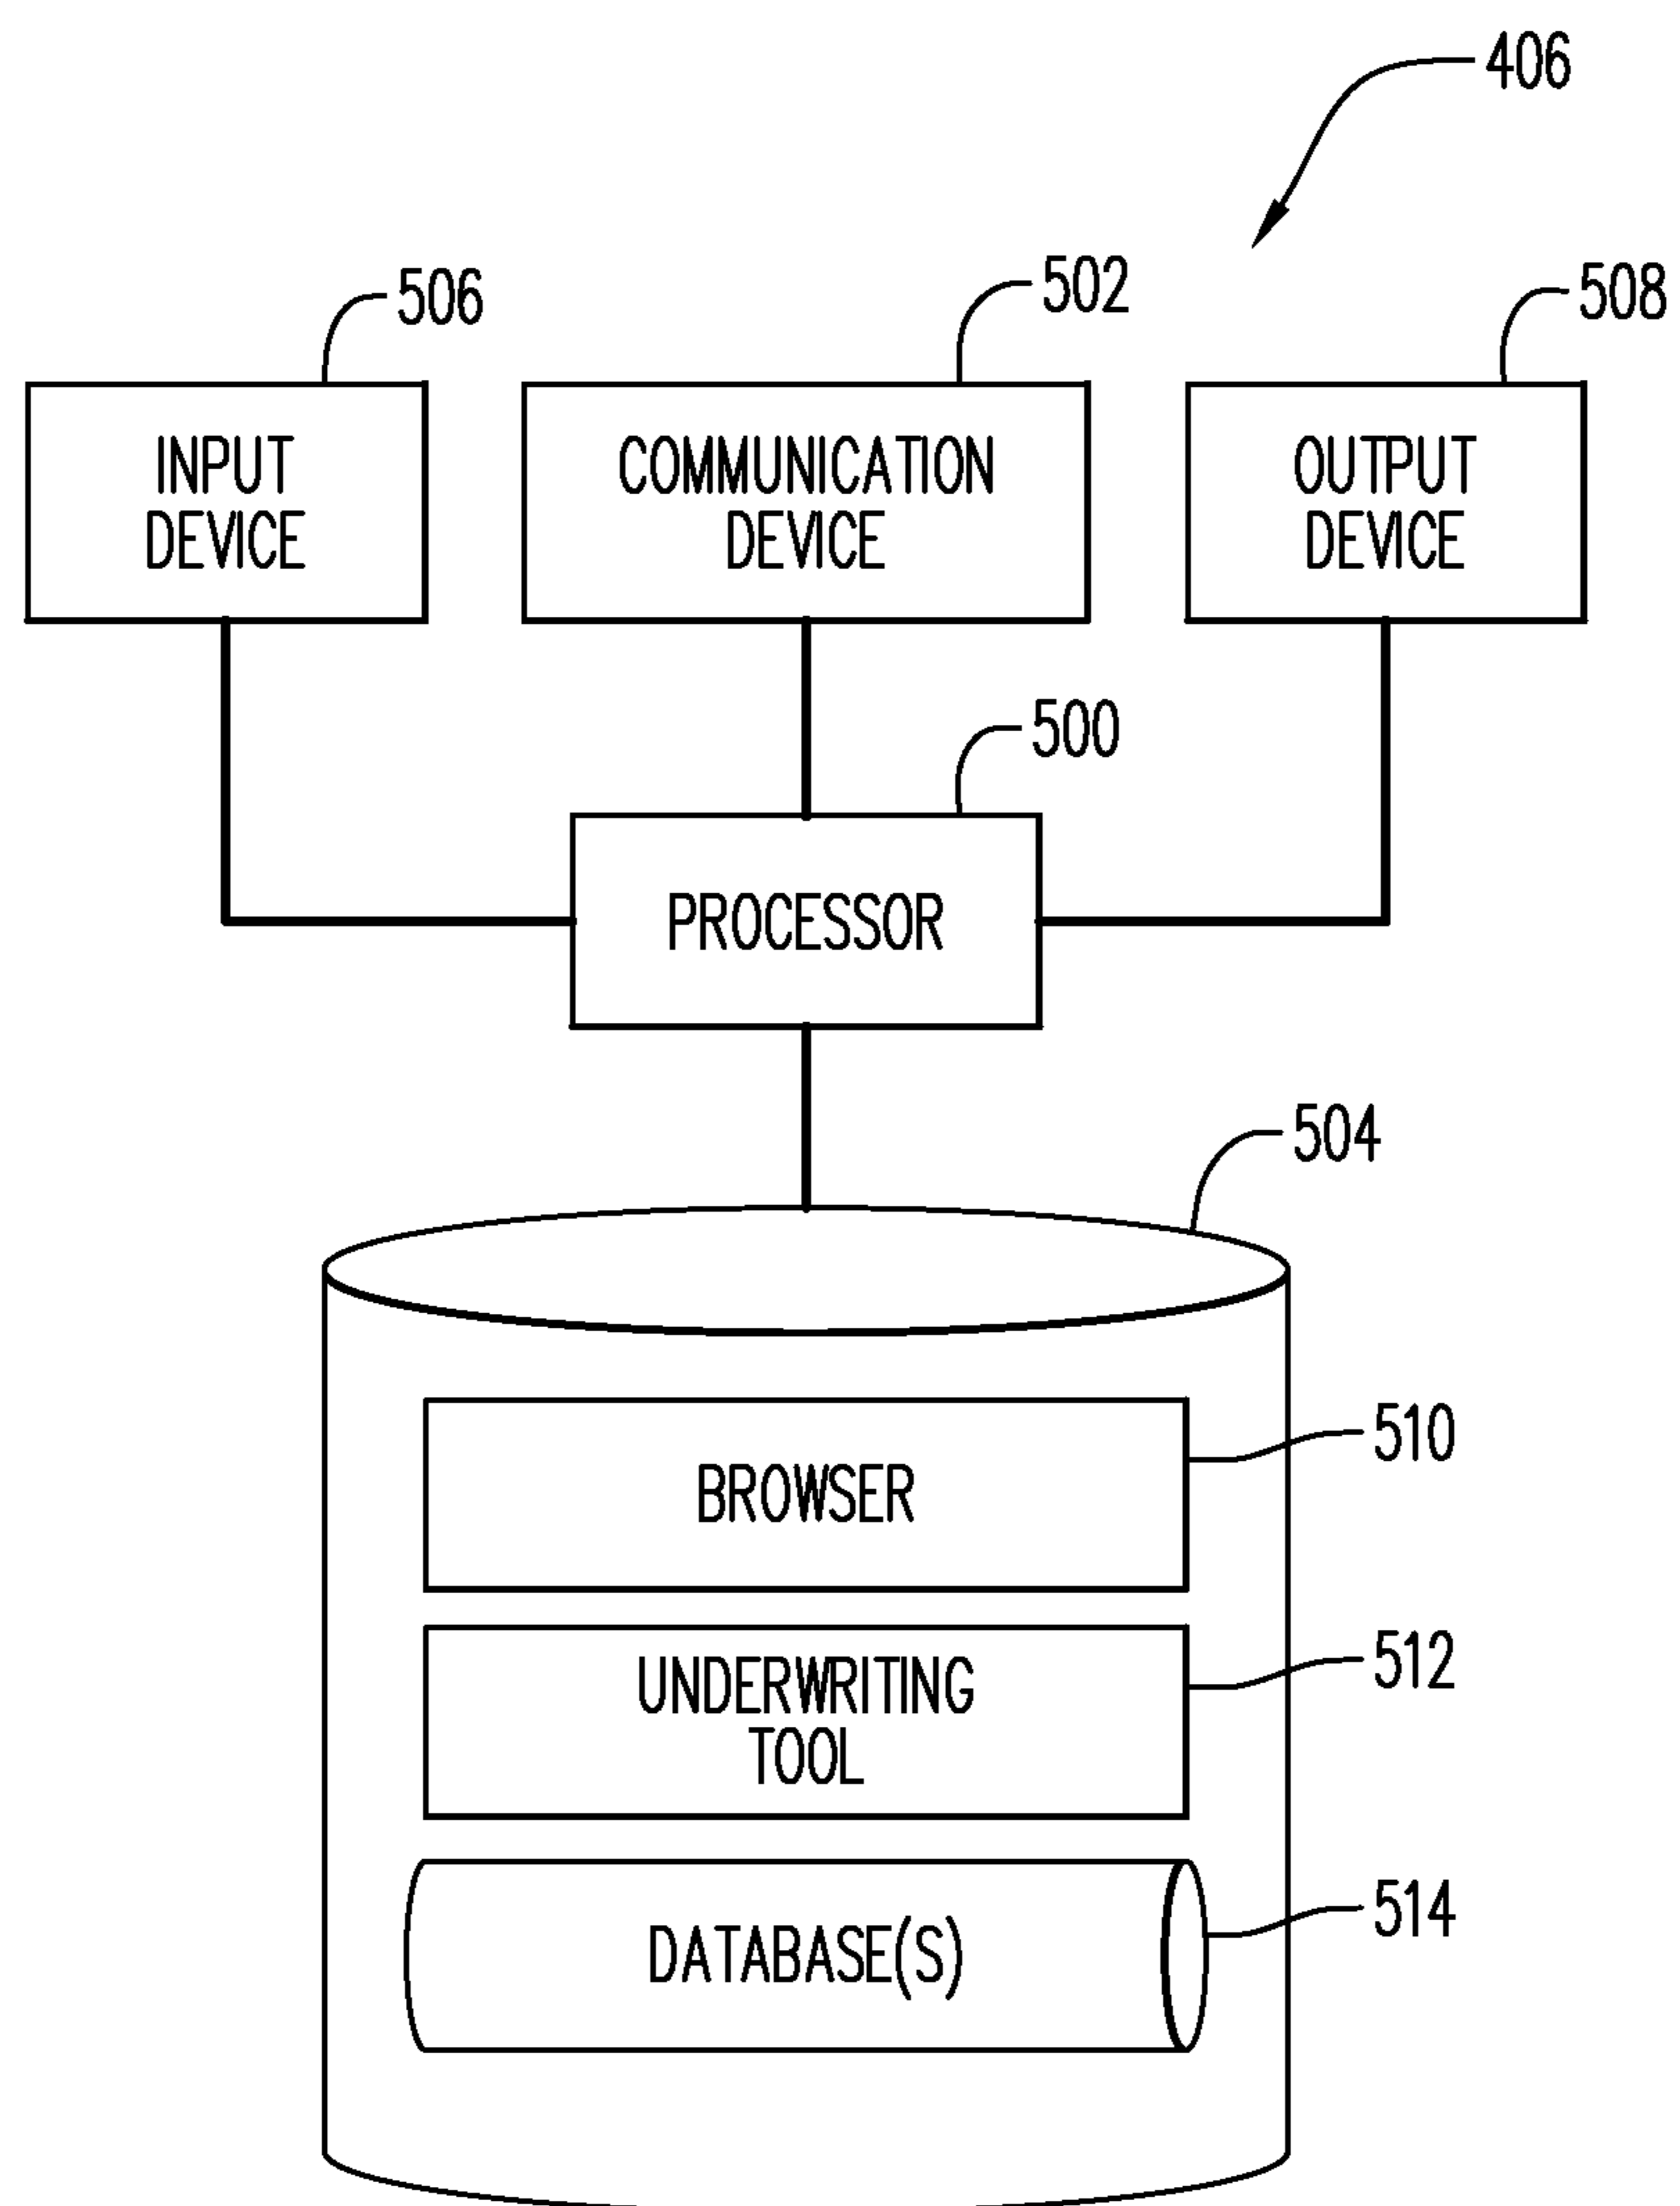 406
506
502
508
INPUT
DEVICE
COMMUNICATION
DEVICE
OUTPUT
DEVICE
500
PROCESSOR
504
BROWSER
510
UNDERWRITING
TOOL
512
DATABASE(S)
514